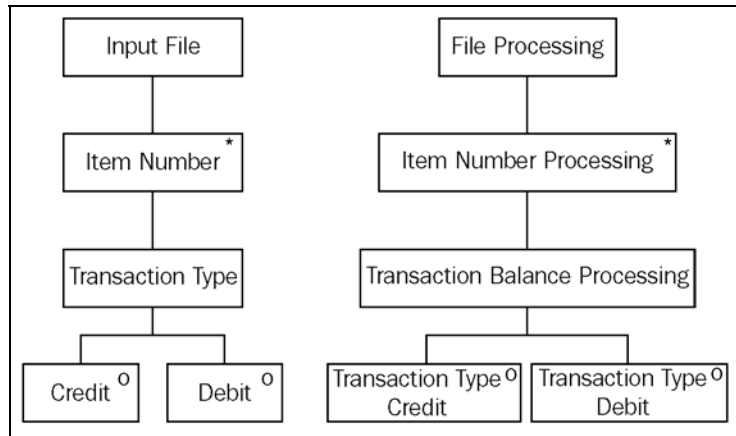 Input File
Item Number *
Transaction Type
Credit O
Debit O
File Processing
Item Number Processing *
Transaction Balance Processing
Transaction Type O
Credit
Transaction Type O
Debit